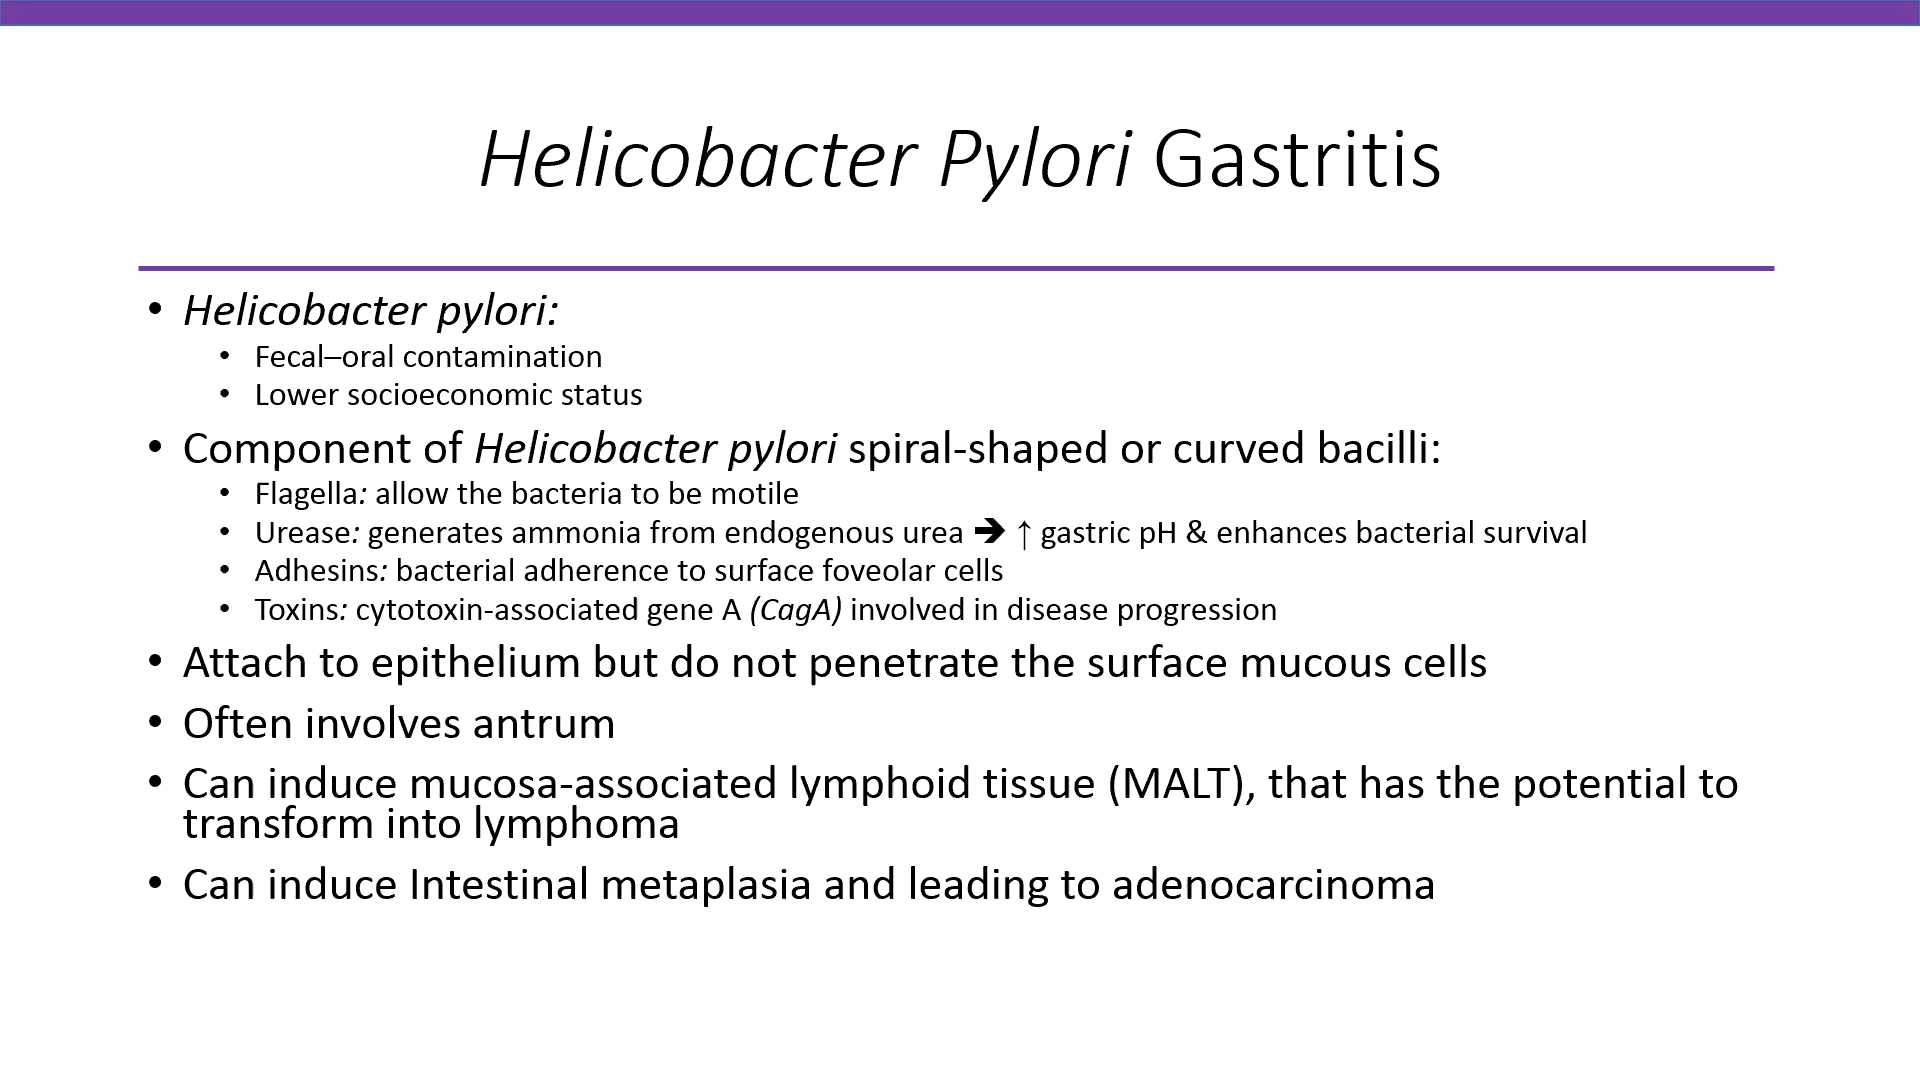 Helicobacter Pylori Gastritis
• Helicobacter pylori:
• Fecal–oral contamination
• Lower socioeconomic status
• Component of Helicobacter pylori spiral-shaped or curved bacilli:
• Flagella: allow the bacteria to be motile
• Urease: generates ammonia from endogenous urea 🡲 ↑ gastric pH & enhances bacterial survival
• Adhesins: bacterial adherence to surface foveolar cells
• Toxins: cytotoxin-associated gene A (CagA) involved in disease progression
• Attach to epithelium but do not penetrate the surface mucous cells
• Often involves antrum
• Can induce mucosa-associated lymphoid tissue (MALT), that has the potential to
transform into lymphoma
• Can induce Intestinal metaplasia and leading to adenocarcinoma